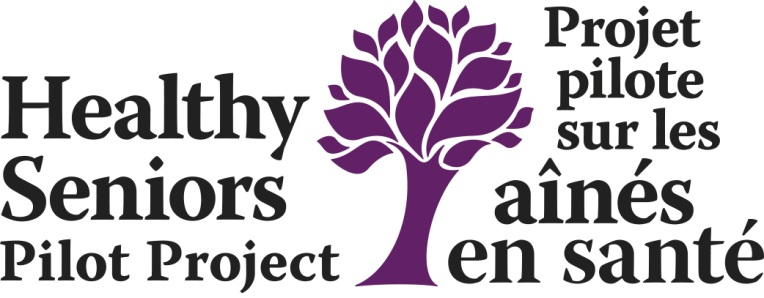 Healthy
Seniors
Pilot Project
Projet
pilote
sur les
aînés
en santé